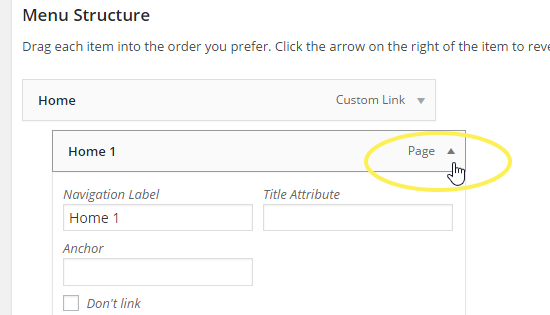 Menu Structure
Drag each item into the order you prefer. Click the arrow on the right of the item to reve
Home Custom Link
Home 1 Page
Navigation Label Title Attribute
Home 1
Anchor
Don't link